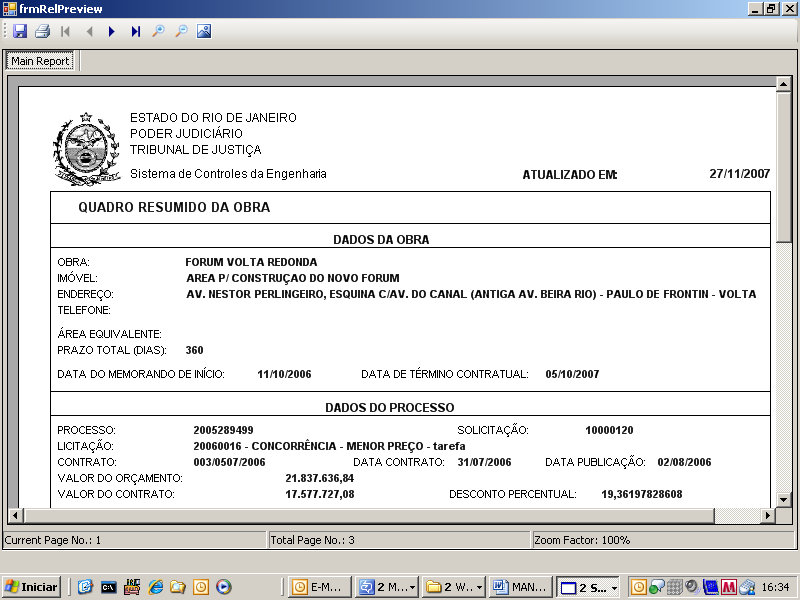 frmRelPreview
Main Report
ESTADO DO RIO DE JANEIRO
PODER JUDICIÁRIO
TRIBUNAL DE JUSTIÇA
Sistema de Controles da Engenharia
ATUALIZADO EM: 27/11/2007
QUADRO RESUMIDO DA OBRA
DADOS DA OBRA
OBRA: FORUM VOLTA REDONDA
IMÓVEL: AREA P/ CONSTRUÇAO DO NOVO FORUM
ENDEREÇO: AV. NESTOR PERLINGEIRO, ESQUINA C/AV. DO CANAL (ANTIGA AV. BEIRA RIO) - PAULO DE FRONTIN - VOLTA
TELEFONE:
ÁREA EQUIVALENTE:
PRAZO TOTAL (DIAS): 360
DATA DO MEMORANDO DE INÍCIO: 11/10/2006 DATA DE TÉRMINO CONTRATUAL: 05/10/2007
DADOS DO PROCESSO
PROCESSO: 2005289499 SOLICITAÇÃO: 10000120
LICITAÇÃO: 20060016 - CONCORRÊNCIA - MENOR PREÇO - tarefa
CONTRATO: 003/0507/2006 DATA CONTRATO: 31/07/2006 DATA PUBLICAÇÃO: 02/08/2006
VALOR DO ORÇAMENTO: 21.837.636,84
VALOR DO CONTRATO: 17.577.727,08 DESCONTO PERCENTUAL: 19,36197828608
Current Page No.: 1 Total Page No.: 3 Zoom Factor: 100%
Iniciar E-M... 2 M... 2 W... MAN... 2 S... 16:34